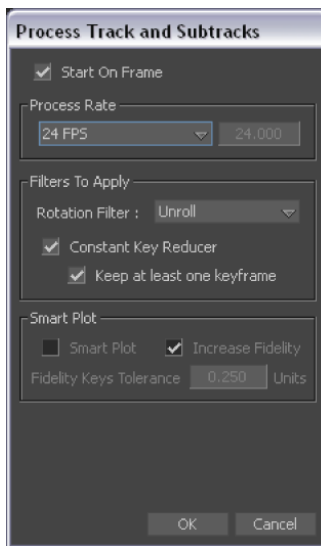 Process Track and Subtracks
Start On Frame
Process Rate
24 FPS 24.000
Filters To Apply
Rotation Filter : Unroll
Constant Key Reducer
Keep at least one keyframe
Smart Plot
Smart Plot Increase Fidelity
Fidelity Keys Tolerance 0.250 Units
OK Cancel